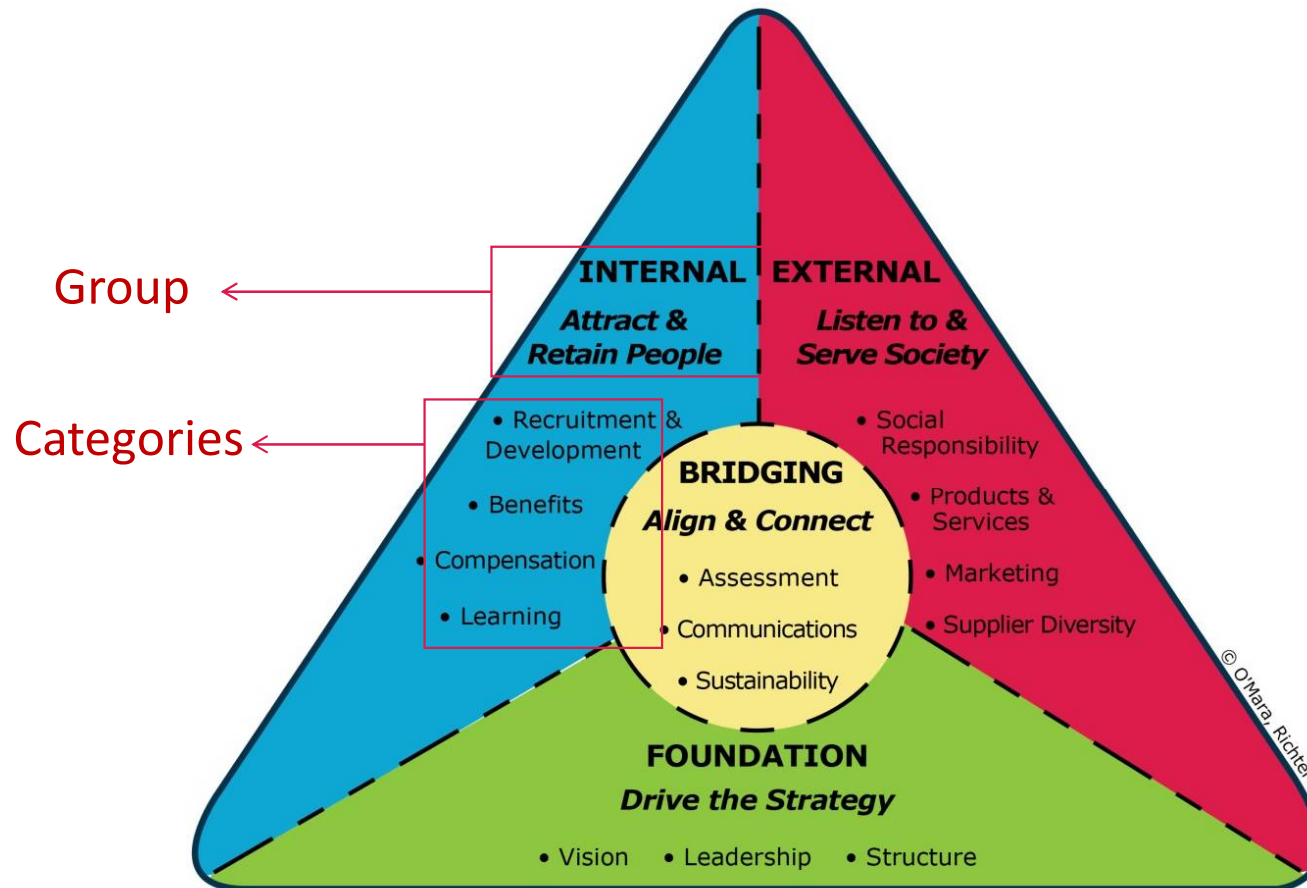 Group
INTERNAL
Attract &
Retain People
EXTERNAL
Listen to &
Serve Society
Categories
• Recruitment &
Development
• Benefits
• Compensation
• Learning
BRIDGING
Align & Connect
• Assessment
• Communications
• Sustainability
• Social
Responsibility
• Products &
Services
• Marketing
• Supplier Diversity
FOUNDATION
Drive the Strategy
• Vision • Leadership • Structure
© O'Mara, Richter